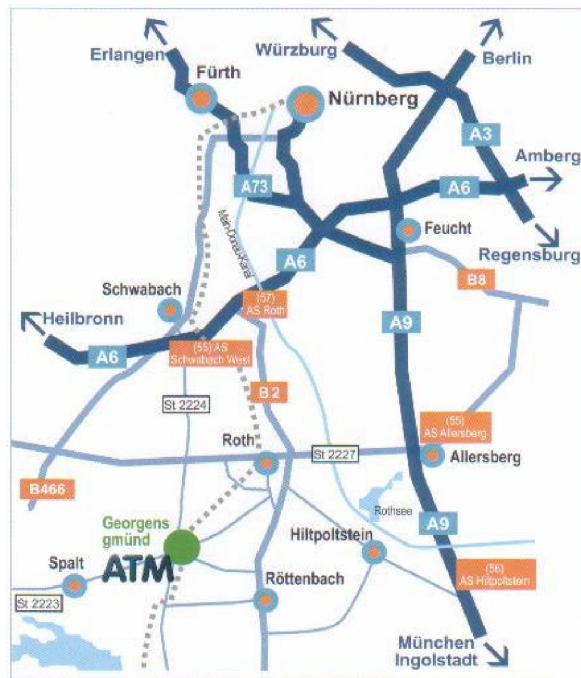 Erlangen
Würzburg
Berlin
Fürth
Nürnberg
A3
Amberg
A73
A6
Main-Donau-Kanal
Feucht
Regensburg
A6
B8
Schwabach
(57)
AS Roth
Heilbronn
A9
A6
(55) AS
Schwabach West
B 2
St 2224
(55)
AS Allersberg
Roth
St 2227
Allersberg
B466
Rothsee
Georgens
gmünd
A9
Hiltpoltstein
ATM
Spalt
(56)
AS Hiltpoltstein
Röttenbach
St 2223
München
Ingolstadt